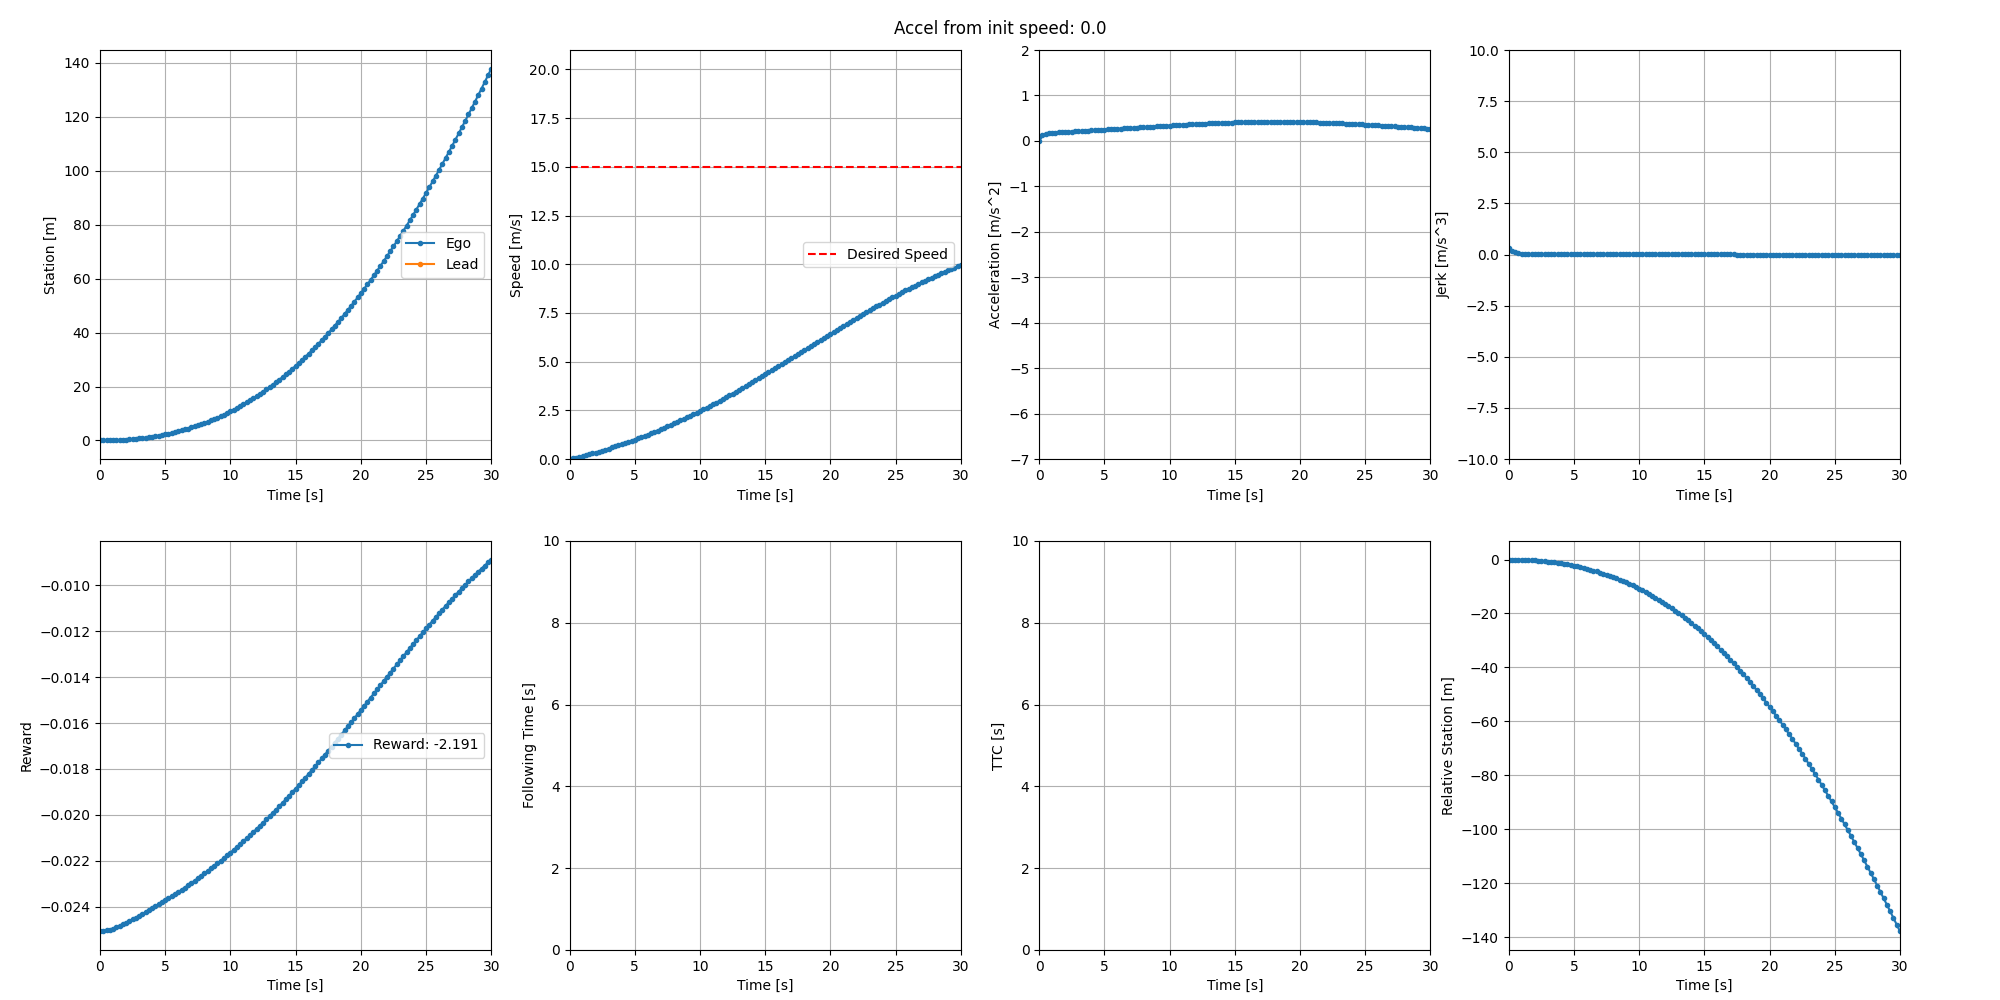 Accel from init speed: 0.0
Station [m]
140
120
100
80
60
40
20
0
Ego
Lead
0 5 10 15 20 25 30
Time [s]
Speed [m/s]
20.0
17.5
15.0
12.5
10.0
7.5
5.0
2.5
0.0
Desired Speed
0 5 10 15 20 25 30
Time [s]
Acceleration [m/s^2]
2
1
0
−1
−2
−3
−4
−5
−6
−7
0 5 10 15 20 25 30
Time [s]
Jerk [m/s^3]
10.0
7.5
5.0
2.5
0.0
−2.5
−5.0
−7.5
−10.0
0 5 10 15 20 25 30
Time [s]
Reward
−0.010
−0.012
−0.014
−0.016
−0.018
−0.020
−0.022
−0.024
Reward: -2.191
0 5 10 15 20 25 30
Time [s]
Following Time [s]
10
8
6
4
2
0
0 5 10 15 20 25 30
Time [s]
TTC [s]
10
8
6
4
2
0
0 5 10 15 20 25 30
Time [s]
Relative Station [m]
0
−20
−40
−60
−80
−100
−120
−140
0 5 10 15 20 25 30
Time [s]